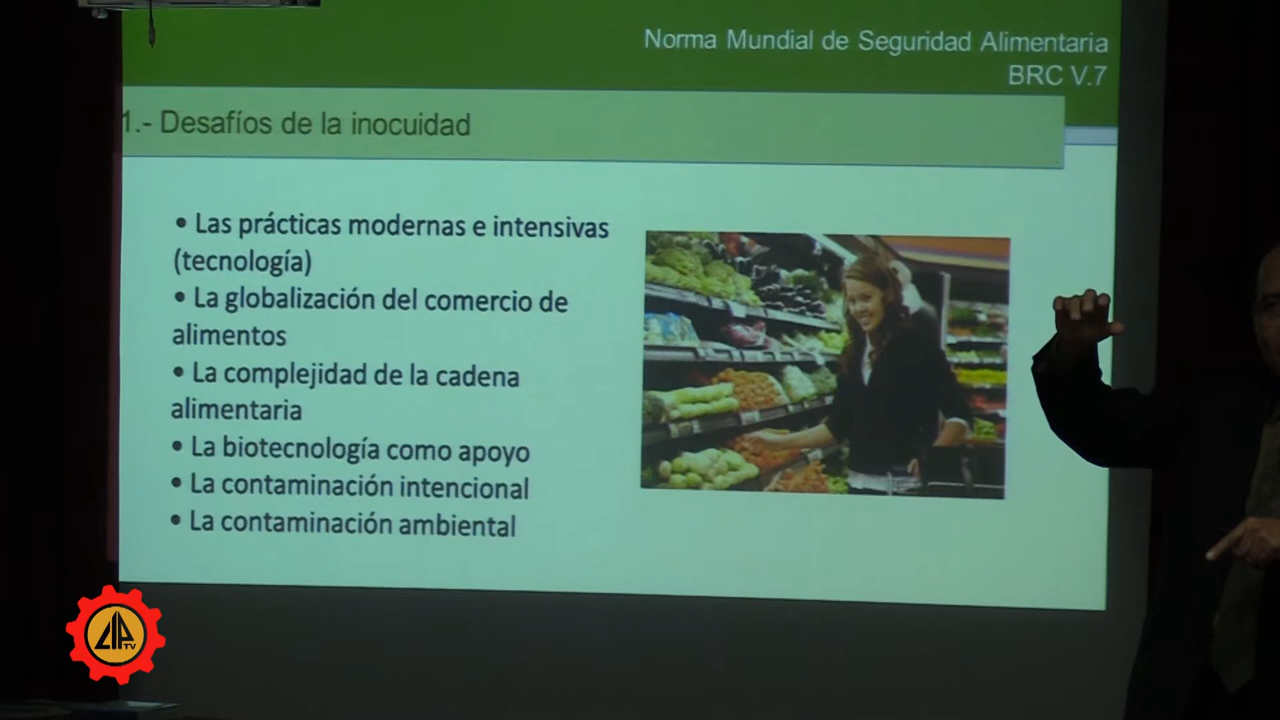 Norma Mundial de Seguridad Alimentaria
BRC V.7
1.- Desafíos de la inocuidad
• Las prácticas modernas e intensivas
(tecnología)
• La globalización del comercio de
alimentos
• La complejidad de la cadena
alimentaria
• La biotecnología como apoyo
• La contaminación intencional
• La contaminación ambiental
CIP
TV